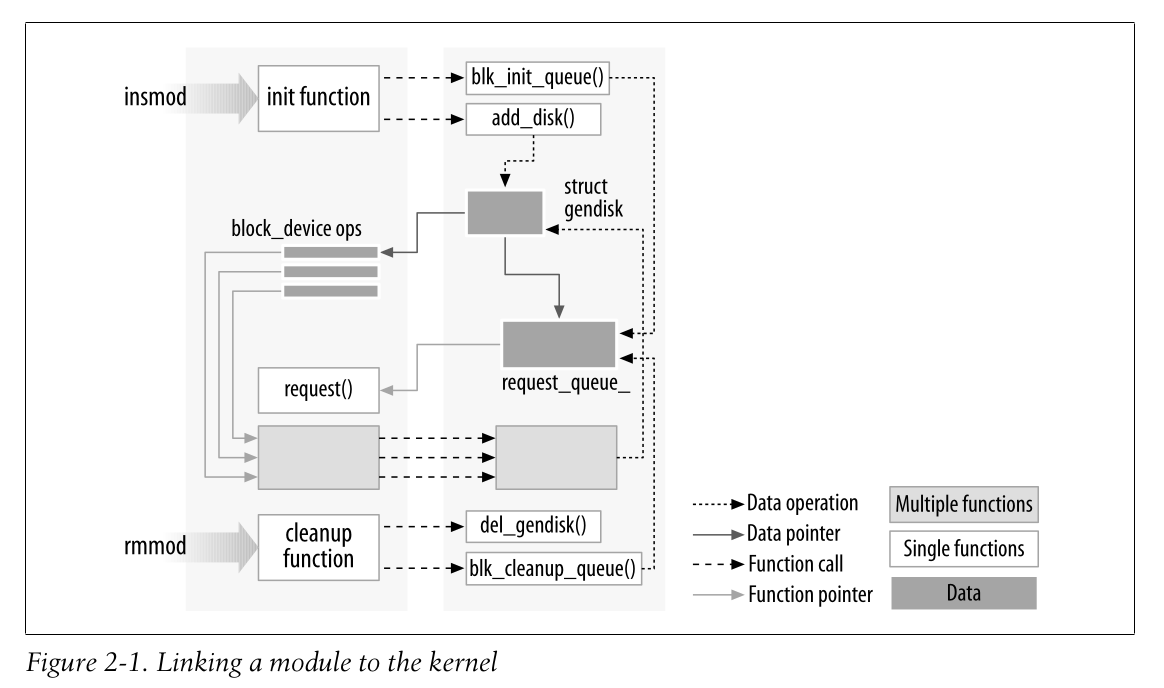 insmod
init function
blk_init_queue()
add_disk()
struct
gendisk
block_device ops
request_queue_
request()
rmmod
cleanup
function
del_gendisk()
blk_cleanup_queue()
Data operation
Data pointer
Function call
Function pointer
Multiple functions
Single functions
Data
Figure 2-1. Linking a module to the kernel